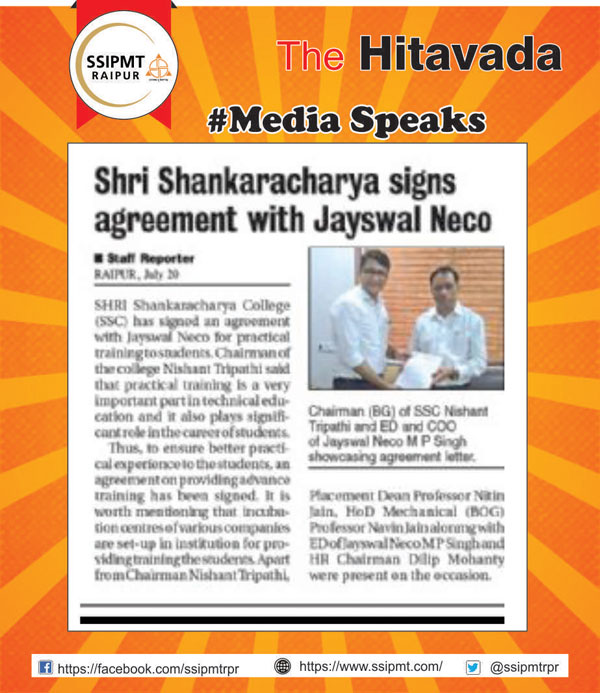 SSIPMT
RAIPUR
The Hitavada
#Media Speaks
Shri Shankaracharya signs
agreement with Jayswal Neco
■ Staff Reporter
RAIPUR, July 20
SHRI Shankaracharya College
(SSC) has signed an agreement
with Jayswal Neco for practical
training to students. Chairman of
the college Nishant Tripathi said
that practical training is a very
important part in technical edu-
cation and it also plays signifi-
cant role in the career of students.
Thus, to ensure better practi-
cal experience to the students, an
agreement on providing advance
training has been signed. It is
worth mentioning that incuba-
tion centres of various companies
are set-up in institution for pro-
viding training the students. Apart
from Chairman Nishant Tripathi,
Chairman (BG) of SSC Nishant
Tripathi and ED and COO
of Jayswal Neco M P Singh
showcasing agreement letter.
Placement Dean Professor Nitin
Jain, HoD Mechanical (BOG)
Professor Navin Jain alonmg with
ED of Jayswal Neco M P Singh and
HR Chairman Dilip Mohanty
were present on the occasion.
https://facebook.com/ssipmtrpr
https://www.ssipmt.com/
@ssipmtrpr